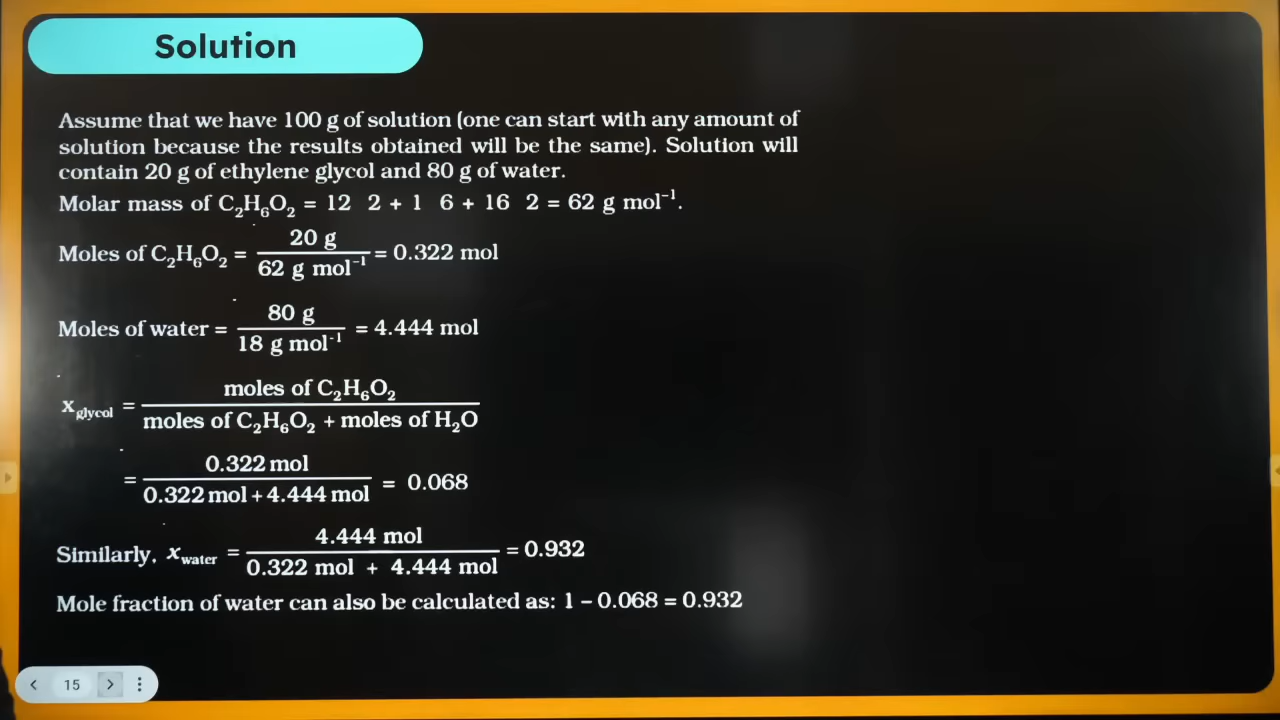 Solution
Assume that we have 100 g of solution (one can start with any amount of
solution because the results obtained will be the same). Solution will
contain 20 g of ethylene glycol and 80 g of water.
Molar mass of C₂H₆O₂ = 12 2 + 1 6 + 16 2 = 62 g mol⁻¹.
Moles of C₂H₆O₂ = 20 g / 62 g mol⁻¹ = 0.322 mol
Moles of water = 80 g / 18 g mol⁻¹ = 4.444 mol
x glycol = moles of C₂H₆O₂ / moles of C₂H₆O₂ + moles of H₂O
= 0.322 mol / 0.322 mol + 4.444 mol = 0.068
Similarly, x water = 4.444 mol / 0.322 mol + 4.444 mol = 0.932
Mole fraction of water can also be calculated as: 1 – 0.068 = 0.932
15